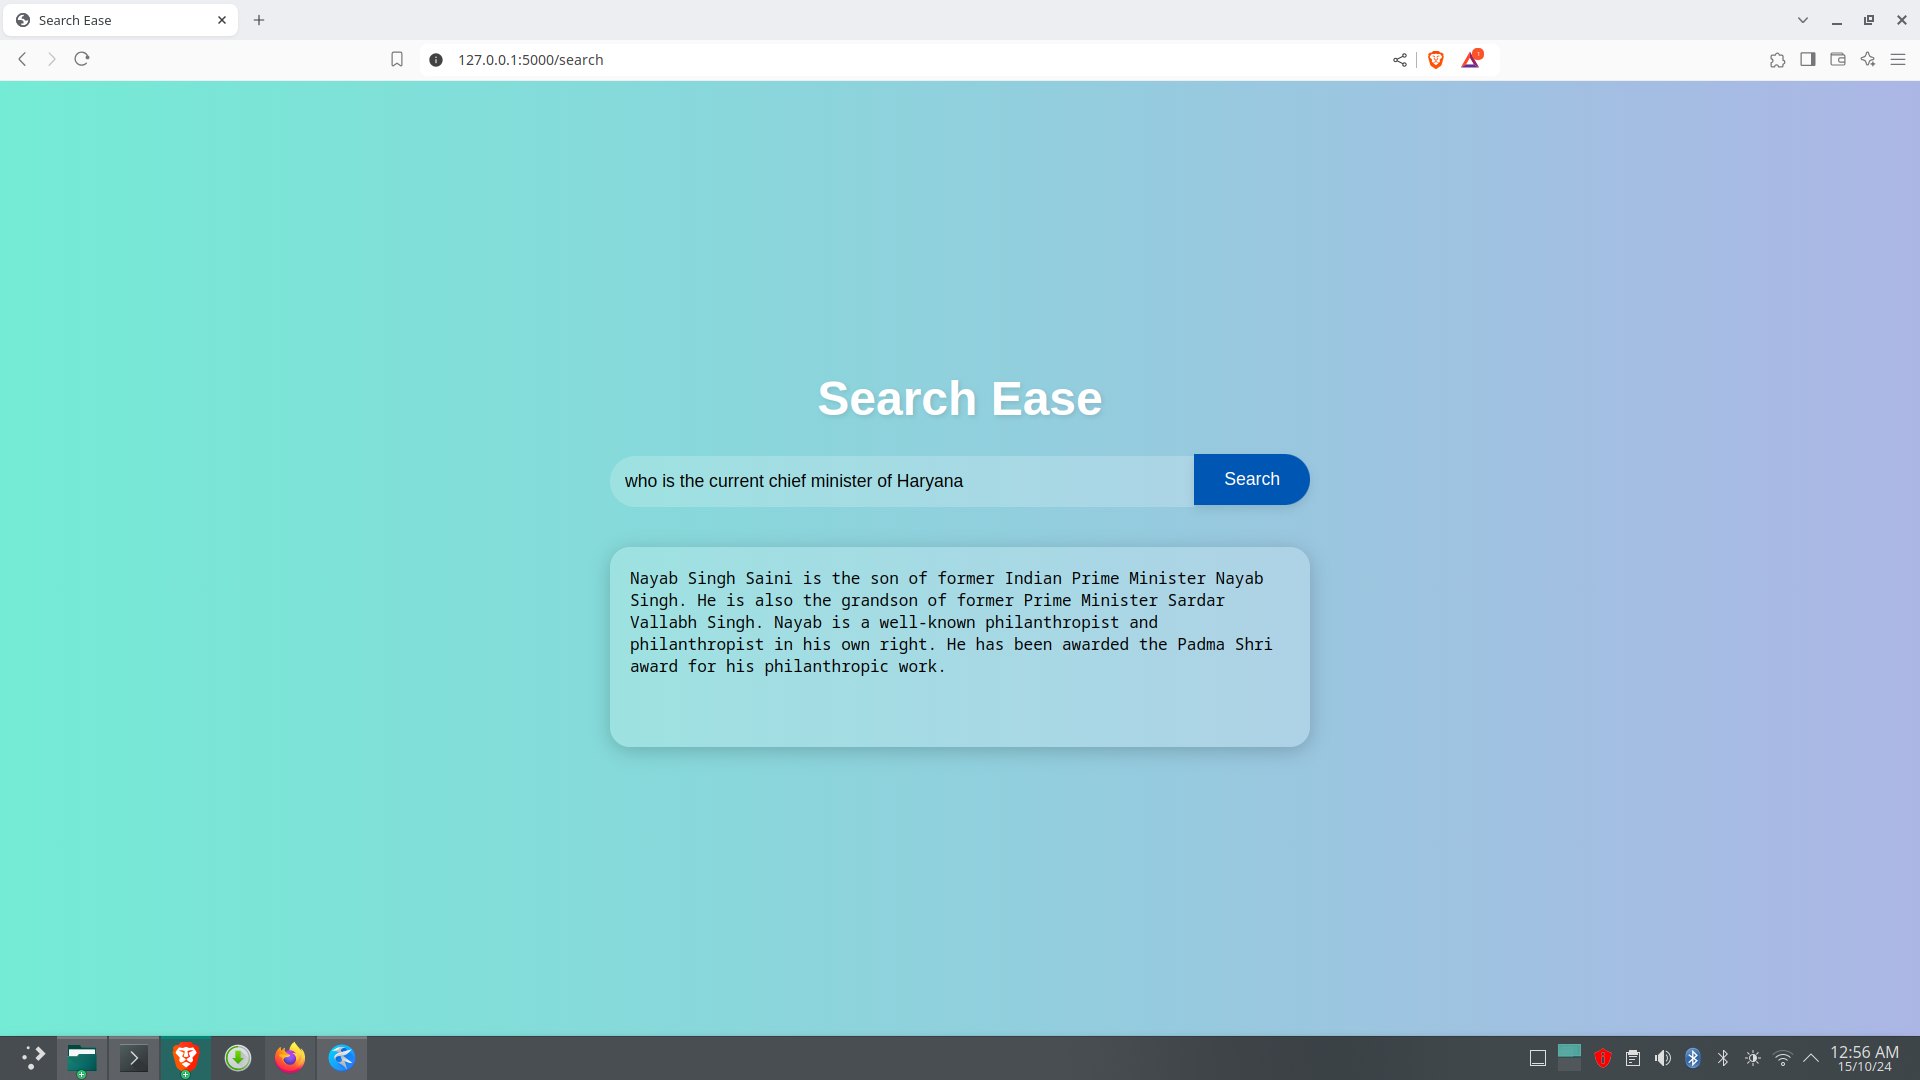 Search Ease
127.0.0.1:5000/search
Search Ease
who is the current chief minister of Haryana
Search
Nayab Singh Saini is the son of former Indian Prime Minister Nayab
Singh. He is also the grandson of former Prime Minister Sardar
Vallabh Singh. Nayab is a well-known philanthropist and
philanthropist in his own right. He has been awarded the Padma Shri
award for his philanthropic work.
12:56 AM
15/10/24